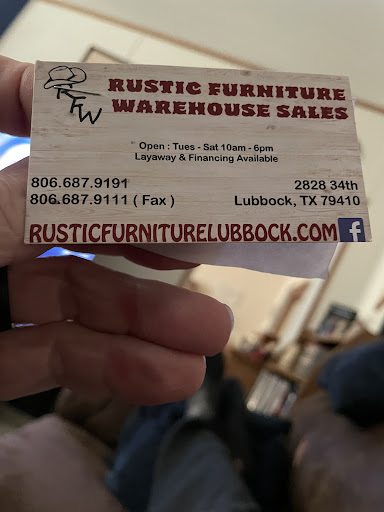 RFW
RUSTIC FURNITURE
WAREHOUSE SALES
Open : Tues - Sat 10am - 6pm
Layaway & Financing Available
806.687.9191
806.687.9111 ( Fax )
2828 34th
Lubbock, TX 79410
RUSTICFURNITURELUBBOCK.COM f